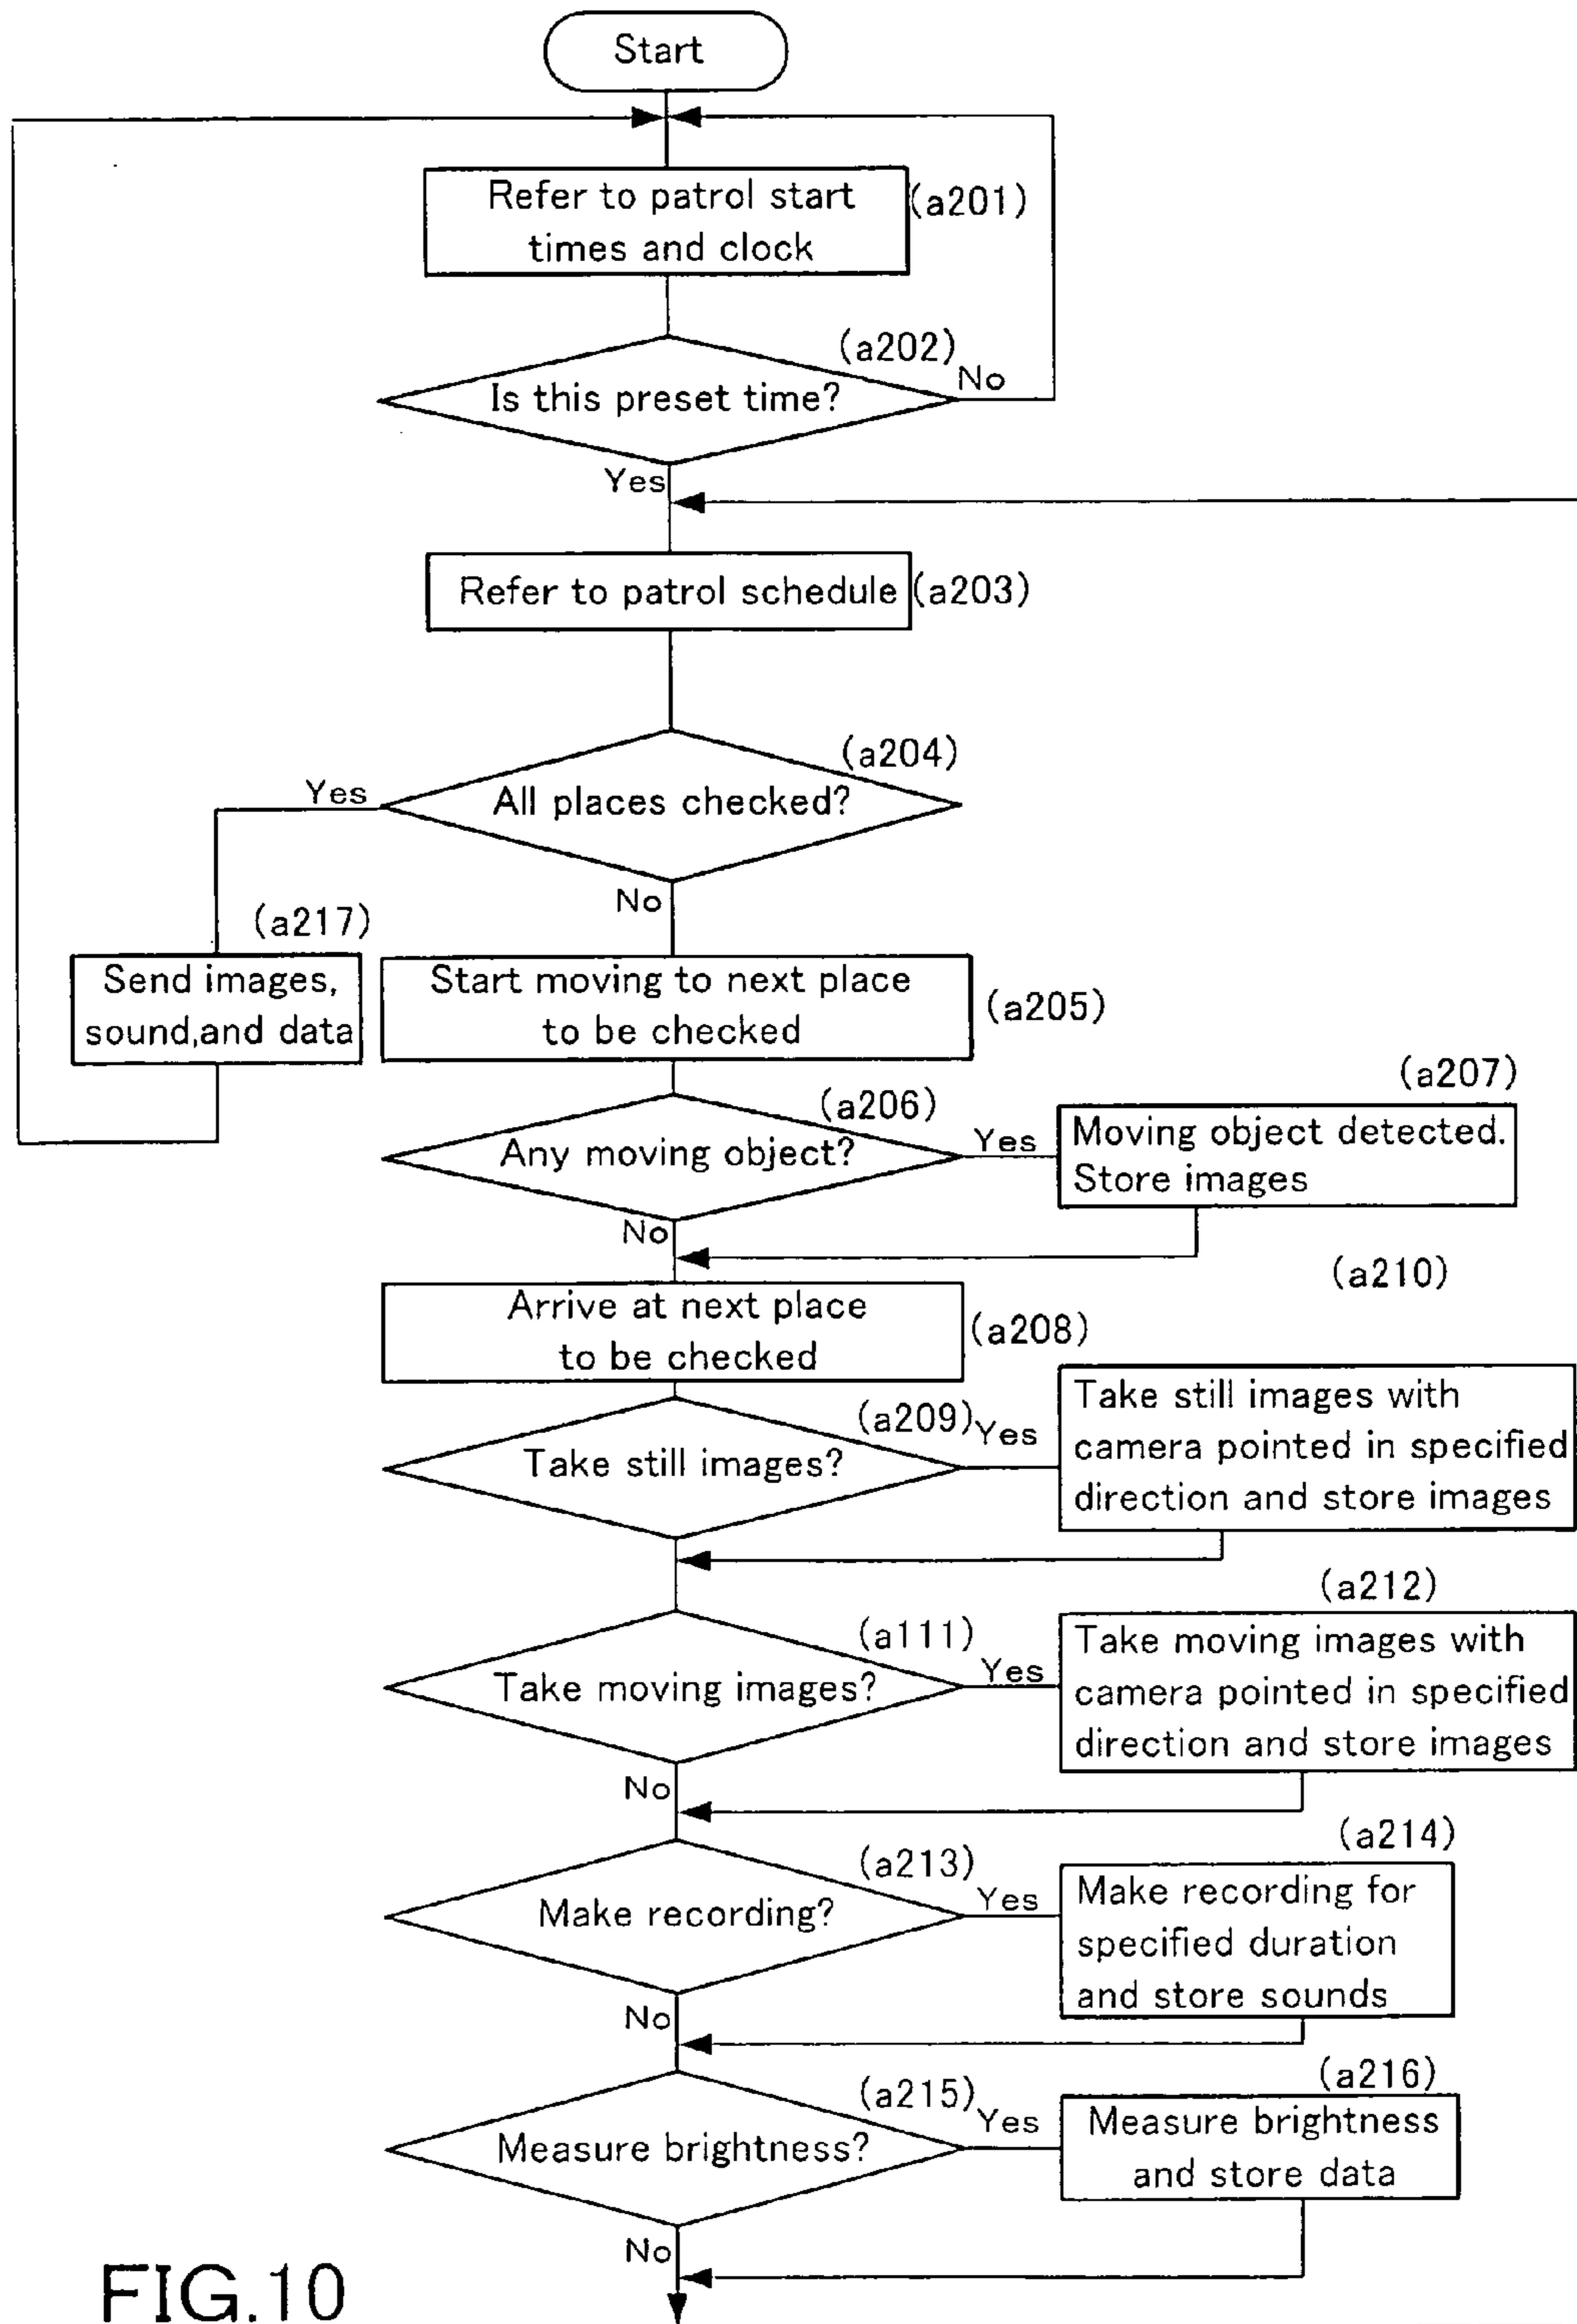 Start
Refer to patrol start
times and clock
(a201)
(a202)
Is this preset time?
No
Yes
Refer to patrol schedule
(a203)
(a204)
Yes
All places checked?
No
(a217)
Send images,
sound,and data
Start moving to next place
to be checked
(a205)
(a206)
Any moving object?
Yes
(a207)
Moving object detected.
Store images
No
Arrive at next place
to be checked
(a208)
(a209)
Take still images?
Yes
(a210)
Take still images with
camera pointed in specified
direction and store images
(a111)
Take moving images?
Yes
(a212)
Take moving images with
camera pointed in specified
direction and store images
No
(a213)
Make recording?
Yes
(a214)
Make recording for
specified duration
and store sounds
No
(a215)
Measure brightness?
Yes
(a216)
Measure brightness
and store data
No
FIG.10